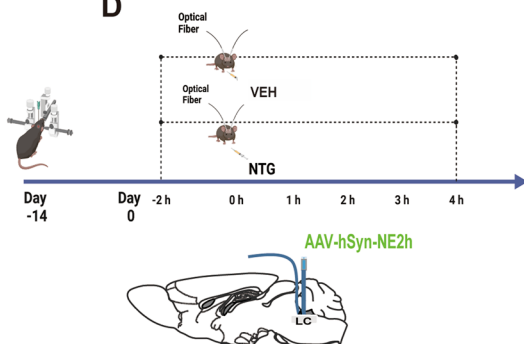 D
Optical
Fiber
VEH
Optical
Fiber
NTG
Day
-14
Day
0
-2 h
0 h
1 h
2 h
3 h
4 h
AAV-hSyn-NE2h
LC